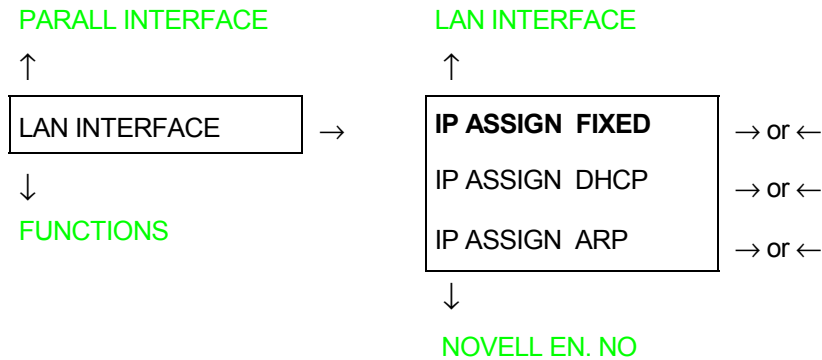 PARALL INTERFACE LAN INTERFACE
↑ ↑
LAN INTERFACE → IP ASSIGN FIXED → or ←
IP ASSIGN DHCP → or ←
↓
FUNCTIONS
IP ASSIGN ARP → or ←
↓
NOVELL EN. NO